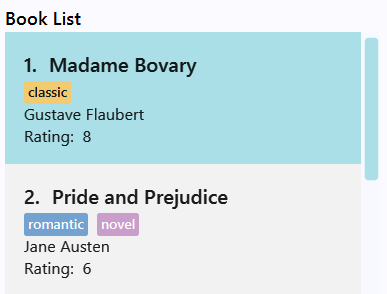 Book List
1. Madame Bovary
classic
Gustave Flaubert
Rating: 8
2. Pride and Prejudice
romantic novel
Jane Austen
Rating: 6